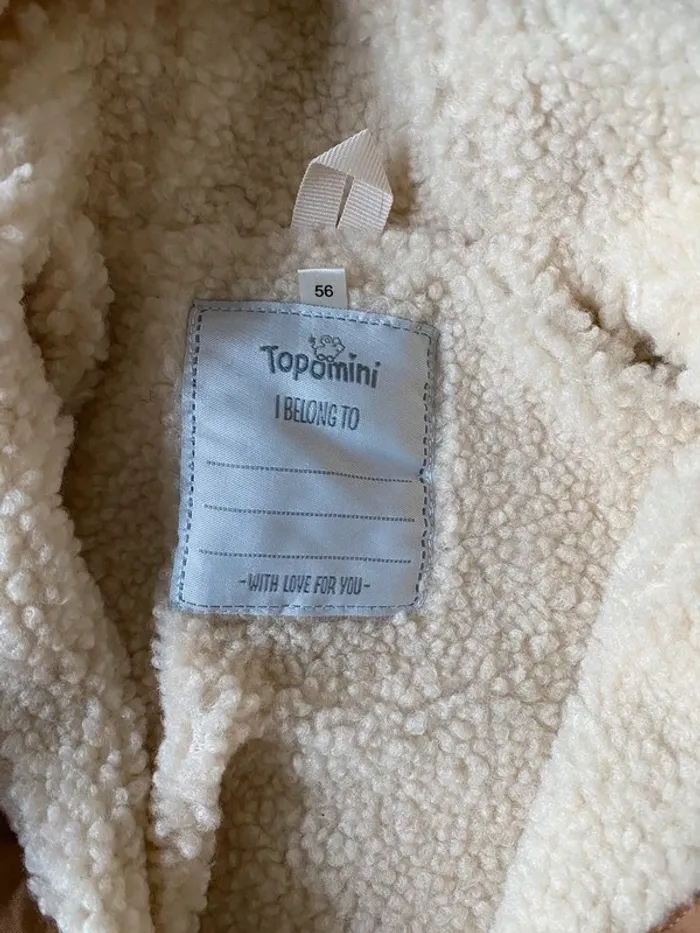 56
Topomini
I BELONG TO
- WITH LOVE FOR YOU -